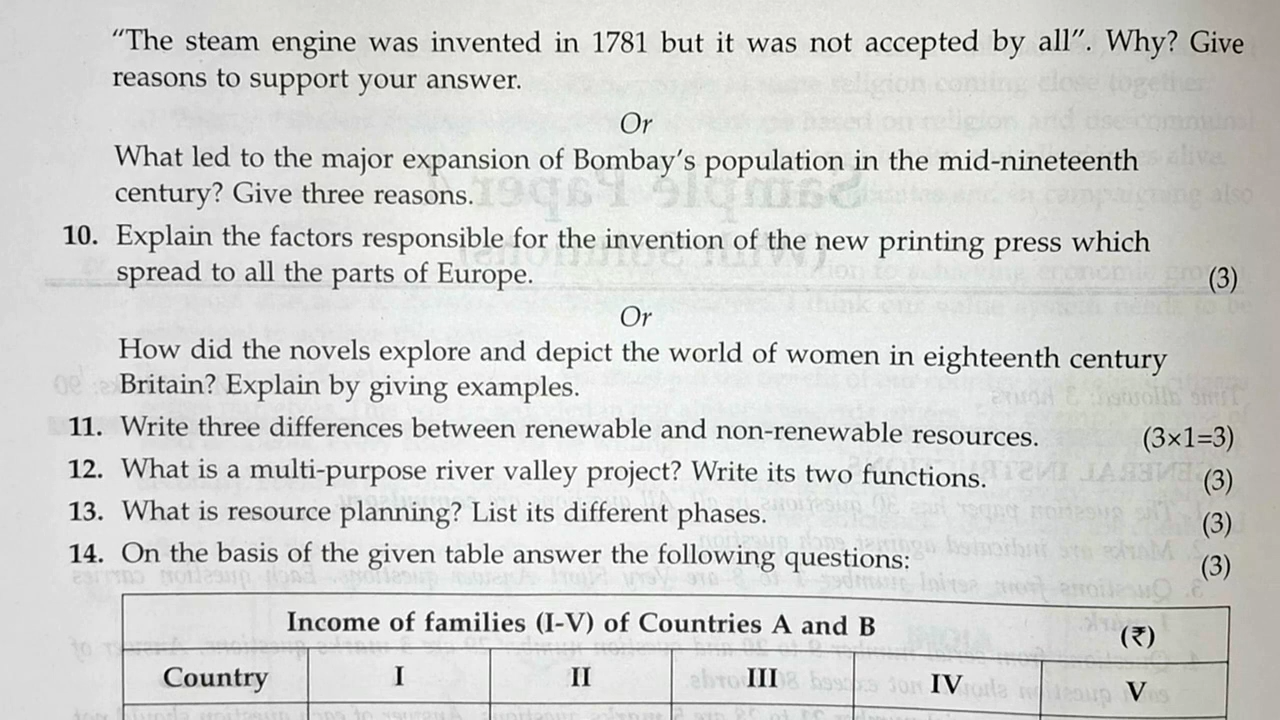 “The steam engine was invented in 1781 but it was not accepted by all”. Why? Give
reasons to support your answer.
Or
What led to the major expansion of Bombay’s population in the mid-nineteenth
century? Give three reasons.
10. Explain the factors responsible for the invention of the new printing press which
spread to all the parts of Europe. (3)
Or
How did the novels explore and depict the world of women in eighteenth century
Britain? Explain by giving examples.
11. Write three differences between renewable and non-renewable resources. (3×1=3)
12. What is a multi-purpose river valley project? Write its two functions. (3)
13. What is resource planning? List its different phases. (3)
14. On the basis of the given table answer the following questions: (3)
Income of families (I-V) of Countries A and B (₹)
Country I II III IV V